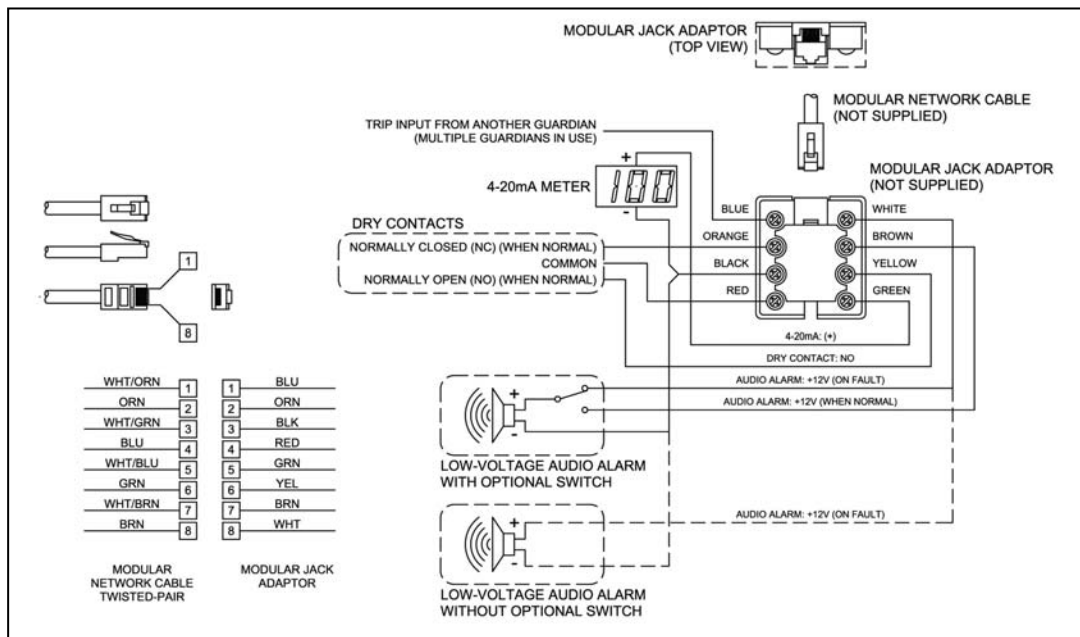 MODULAR JACK ADAPTOR
(TOP VIEW)
MODULAR NETWORK CABLE
(NOT SUPPLIED)
TRIP INPUT FROM ANOTHER GUARDIAN
(MULTIPLE GUARDIANS IN USE)
MODULAR JACK ADAPTOR
(NOT SUPPLIED)
4-20mA METER
+
100
-
BLUE
WHITE
DRY CONTACTS
ORANGE
BROWN
NORMALLY CLOSED (NC) (WHEN NORMAL)
COMMON
BLACK
YELLOW
NORMALLY OPEN (NO) (WHEN NORMAL)
RED
GREEN
1
8
4-20mA: (+)
DRY CONTACT: NO
AUDIO ALARM: +12V (ON FAULT)
AUDIO ALARM: +12V (WHEN NORMAL)
+
-
LOW-VOLTAGE AUDIO ALARM
WITH OPTIONAL SWITCH
AUDIO ALARM: +12V (ON FAULT)
+
-
LOW-VOLTAGE AUDIO ALARM
WITHOUT OPTIONAL SWITCH
WHT/ORN 1
ORN 2
WHT/GRN 3
BLU 4
WHT/BLU 5
GRN 6
WHT/BRN 7
BRN 8
MODULAR
NETWORK CABLE
TWISTED-PAIR
1 BLU
2 ORN
3 BLK
4 RED
5 GRN
6 YEL
7 BRN
8 WHT
MODULAR JACK
ADAPTOR